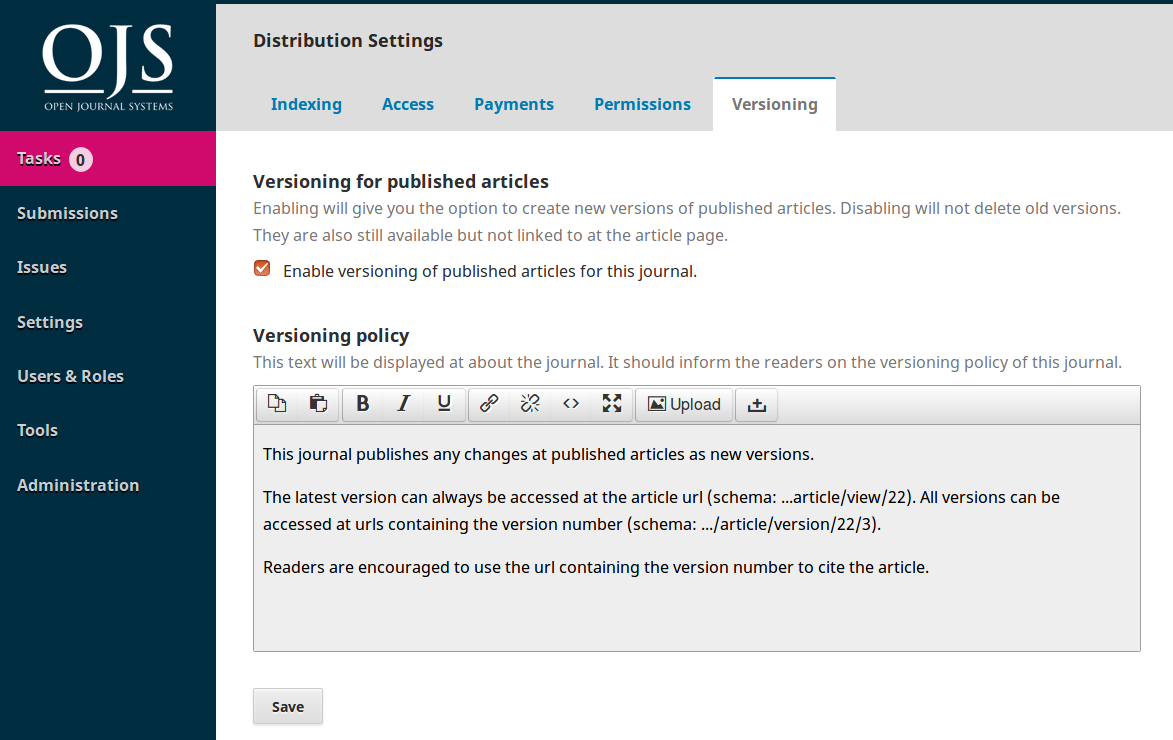 OJS
OPEN JOURNAL SYSTEMS
Tasks 0
Submissions
Issues
Settings
Users & Roles
Tools
Administration
Distribution Settings
Indexing Access Payments Permissions Versioning
Versioning for published articles
Enabling will give you the option to create new versions of published articles. Disabling will not delete old versions.
They are also still available but not linked to at the article page.
Enable versioning of published articles for this journal.
Versioning policy
This text will be displayed at about the journal. It should inform the readers on the versioning policy of this journal.
B I U <> Upload
This journal publishes any changes at published articles as new versions.
The latest version can always be accessed at the article url (schema: ...article/view/22). All versions can be
accessed at urls containing the version number (schema: .../article/version/22/3).
Readers are encouraged to use the url containing the version number to cite the article.
Save